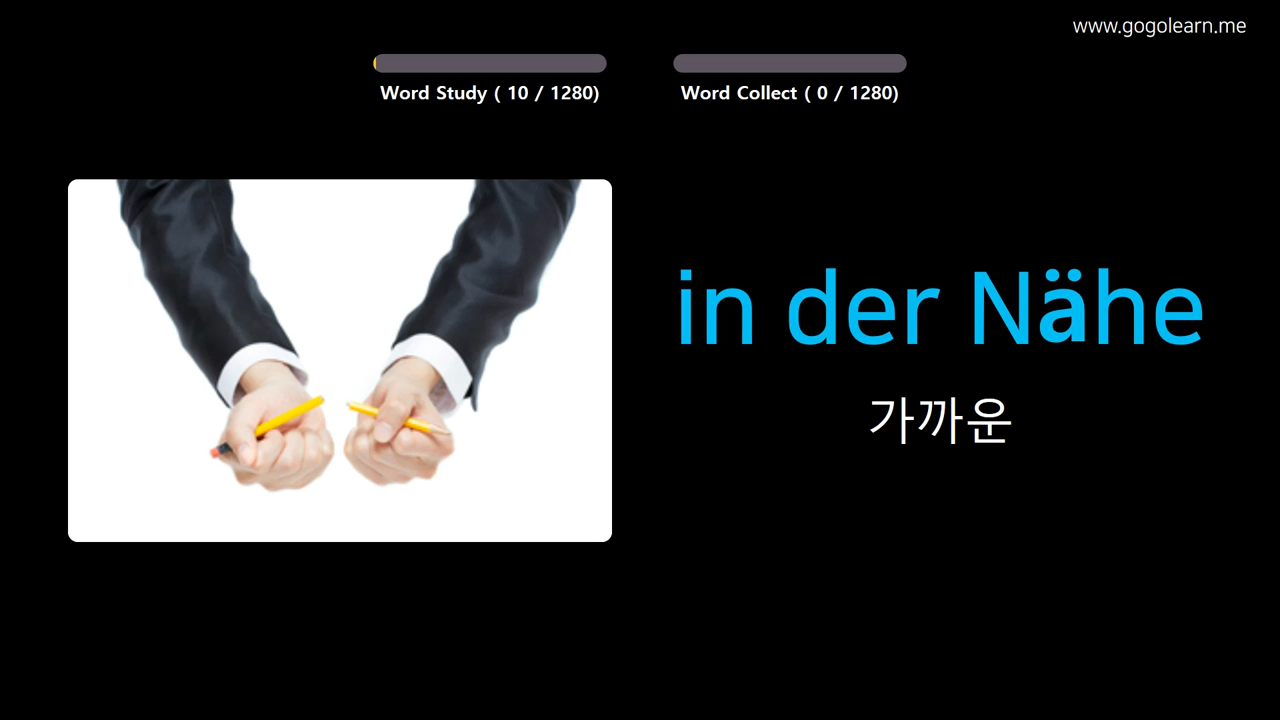 www.gogolearn.me
Word Study ( 10 / 1280)
Word Collect ( 0 / 1280)
in der Nähe
가까운